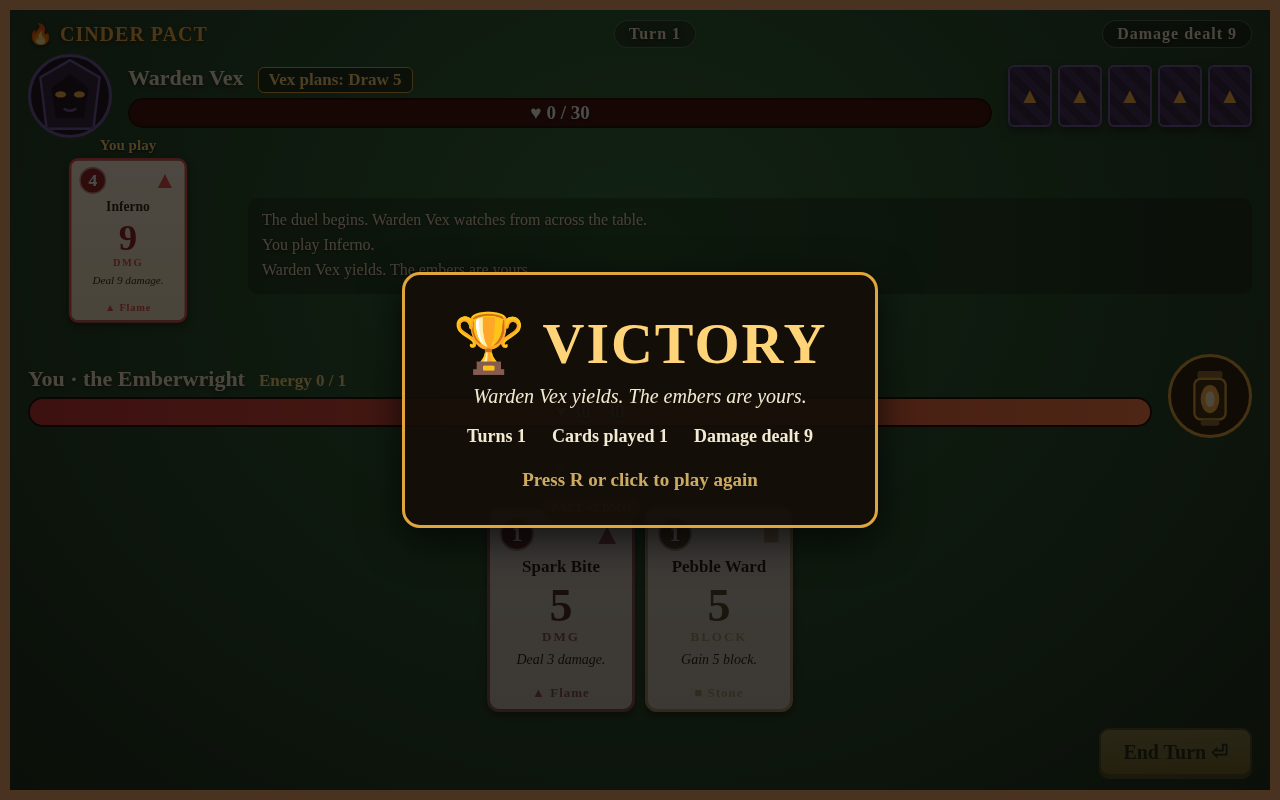 🔥 CINDER PACT
Turn 1
Damage dealt 9
Warden Vex
Vex plans: Draw 5
♥ 0 / 30
▲ ▲ ▲ ▲ ▲
You play
4 ▲
Inferno
9
DMG
Deal 9 damage.
▲ Flame
The duel begins. Warden Vex watches from across the table.
You play Inferno.
Warden Vex yields. The embers are yours.
🏆 VICTORY
Warden Vex yields. The embers are yours.
Turns 1 Cards played 1 Damage dealt 9
Press R or click to play again
You · the Emberwright
Energy 0 / 1
1 ▲
Spark Bite
5
DMG
Deal 3 damage.
▲ Flame
1 ■
Pebble Ward
5
BLOCK
Gain 5 block.
■ Stone
End Turn ⏎